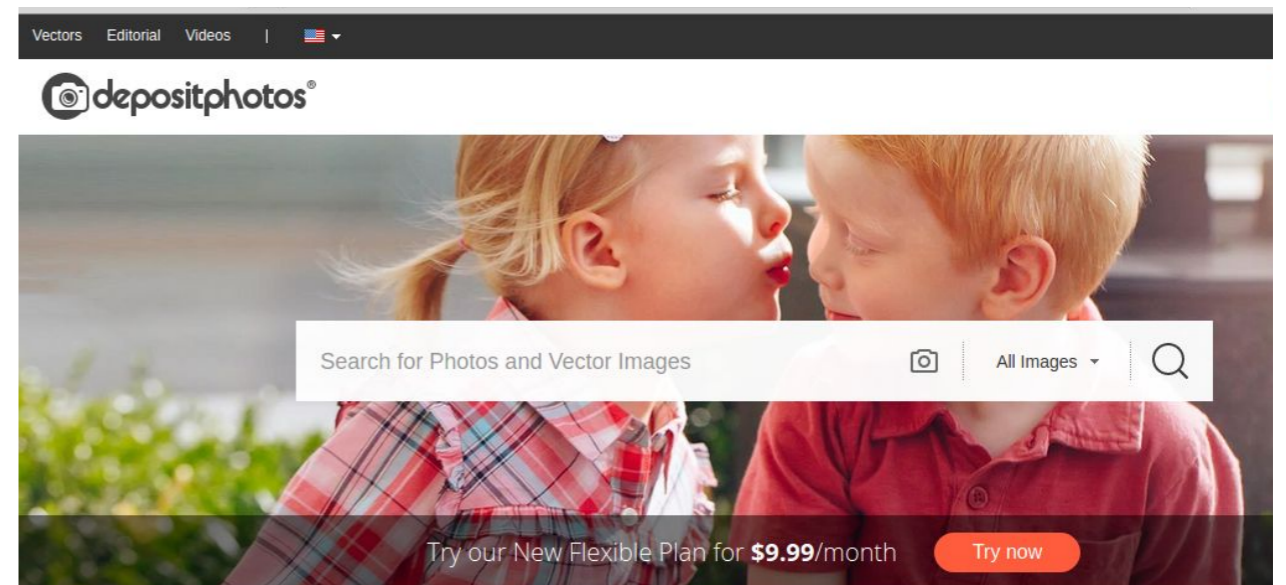 Vectors Editorial Videos |
depositphotos®
Search for Photos and Vector Images All Images
Try our New Flexible Plan for $9.99/month Try now